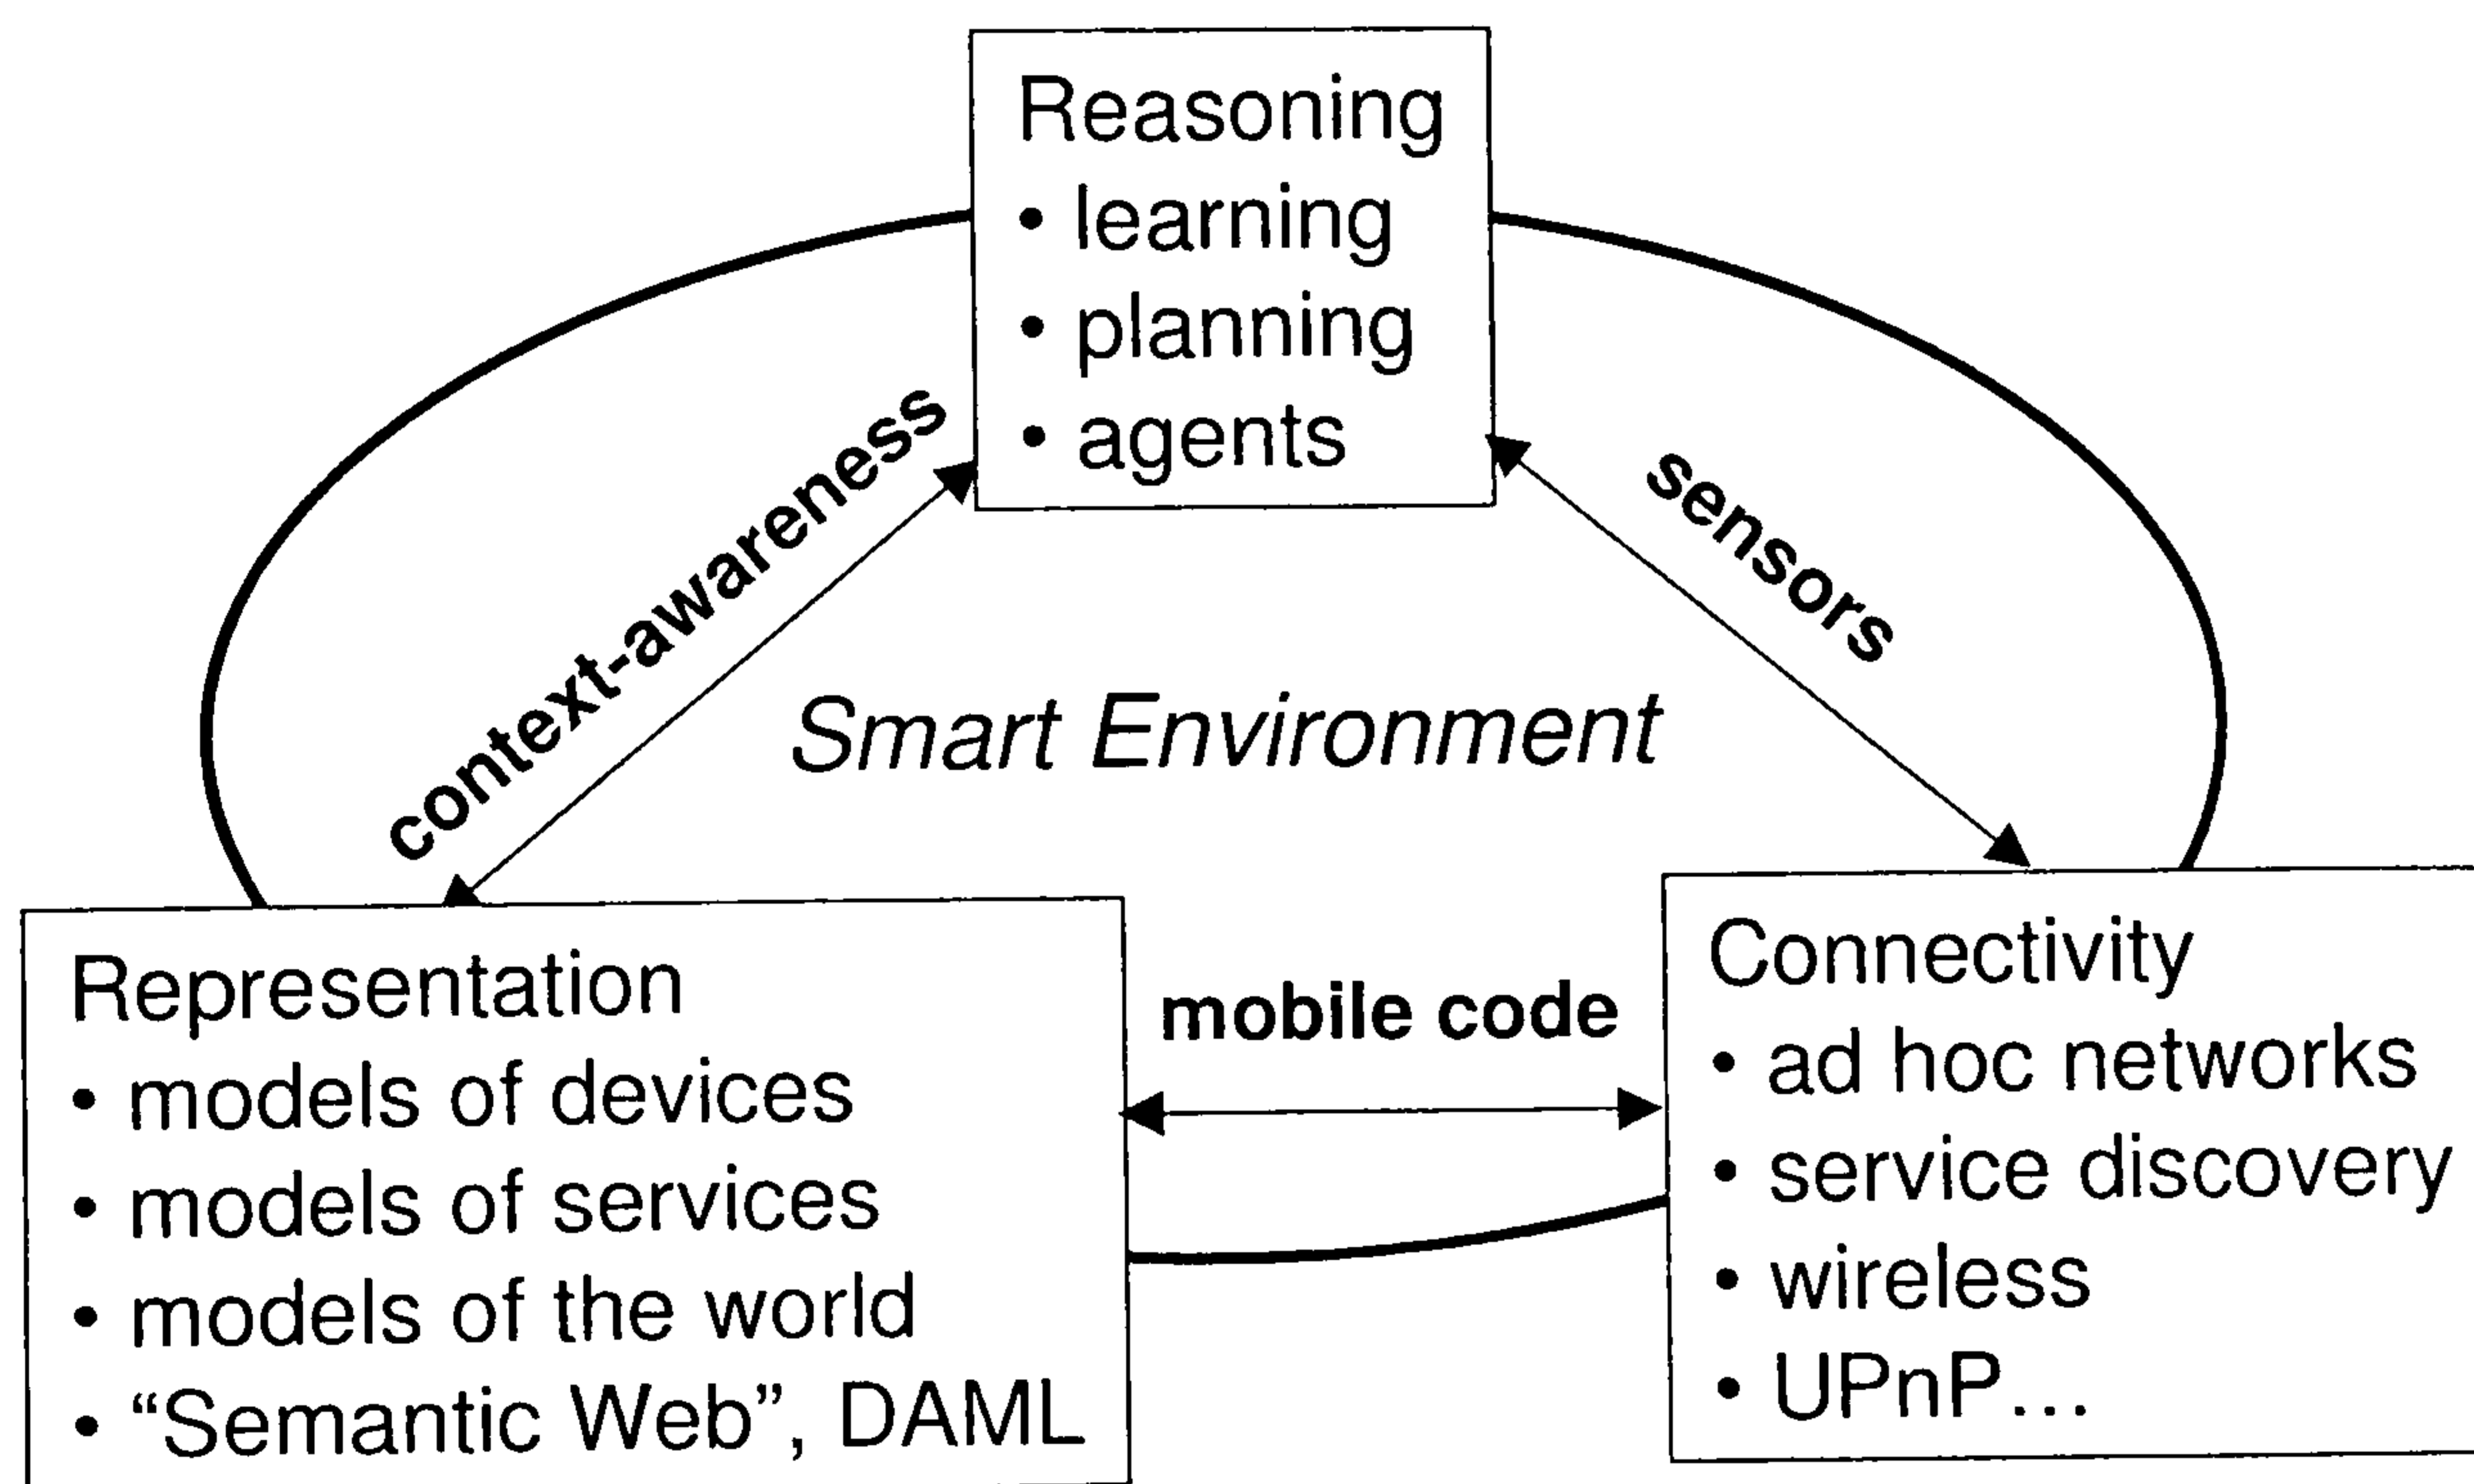 Reasoning
• learning
• planning
• agents
context-awareness
sensors
Smart Environment
Representation
• models of devices
• models of services
• models of the world
• “Semantic Web”, DAML
mobile code
Connectivity
• ad hoc networks
• service discovery
• wireless
• UPnP...